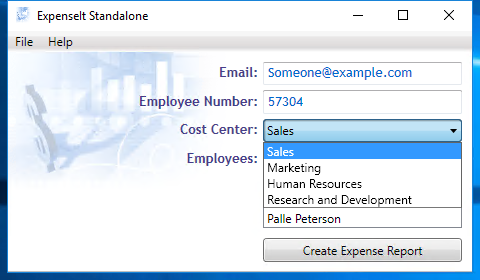 ExpenseIt Standalone
File Help
Email: Someone@example.com
Employee Number: 57304
Cost Center: Sales
Employees:
Sales
Marketing
Human Resources
Research and Development
Palle Peterson
Create Expense Report